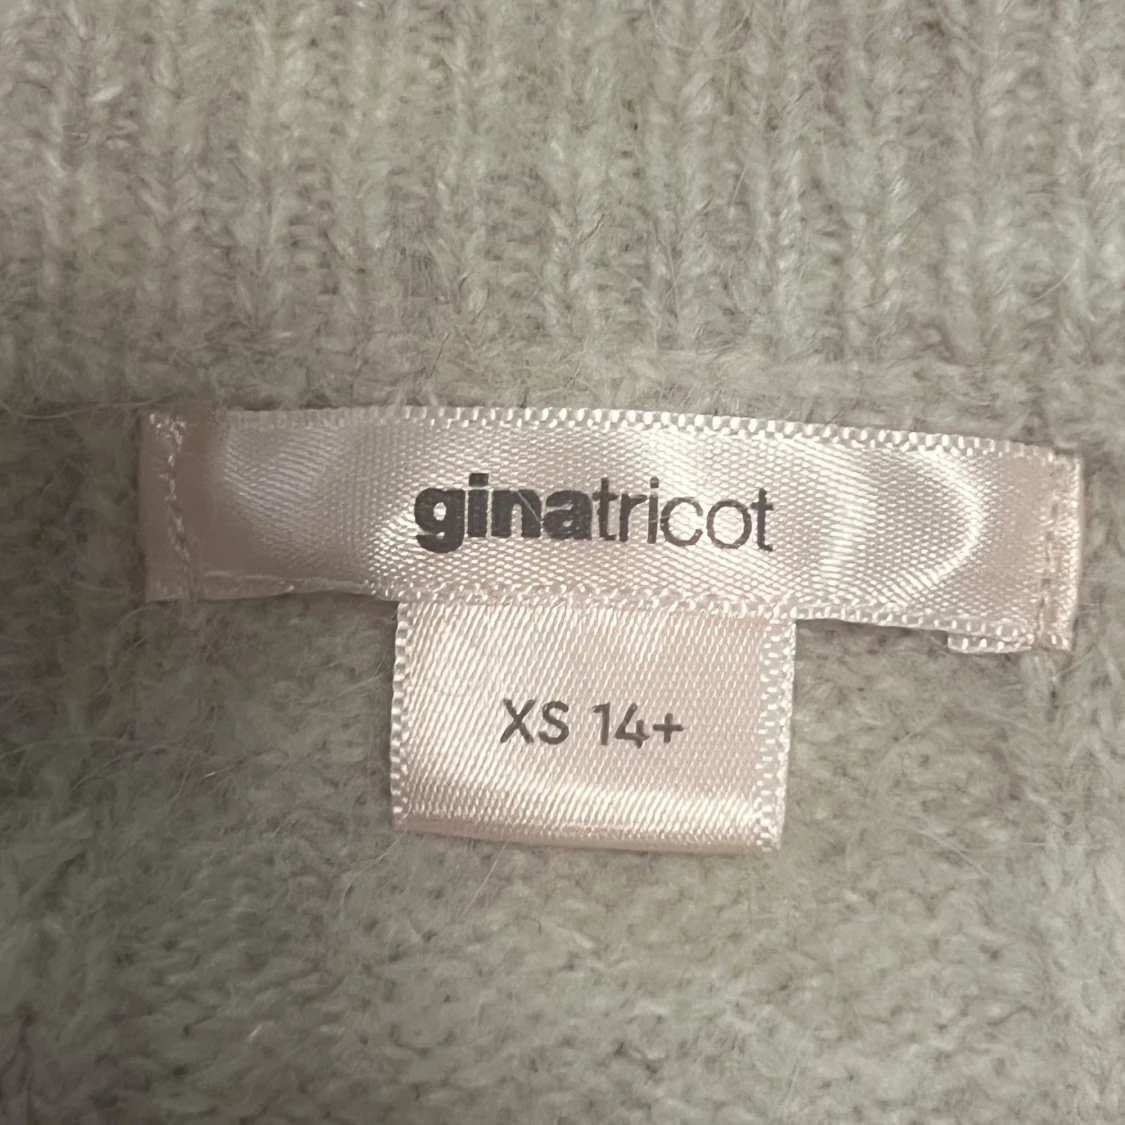 ginatricot
XS 14+